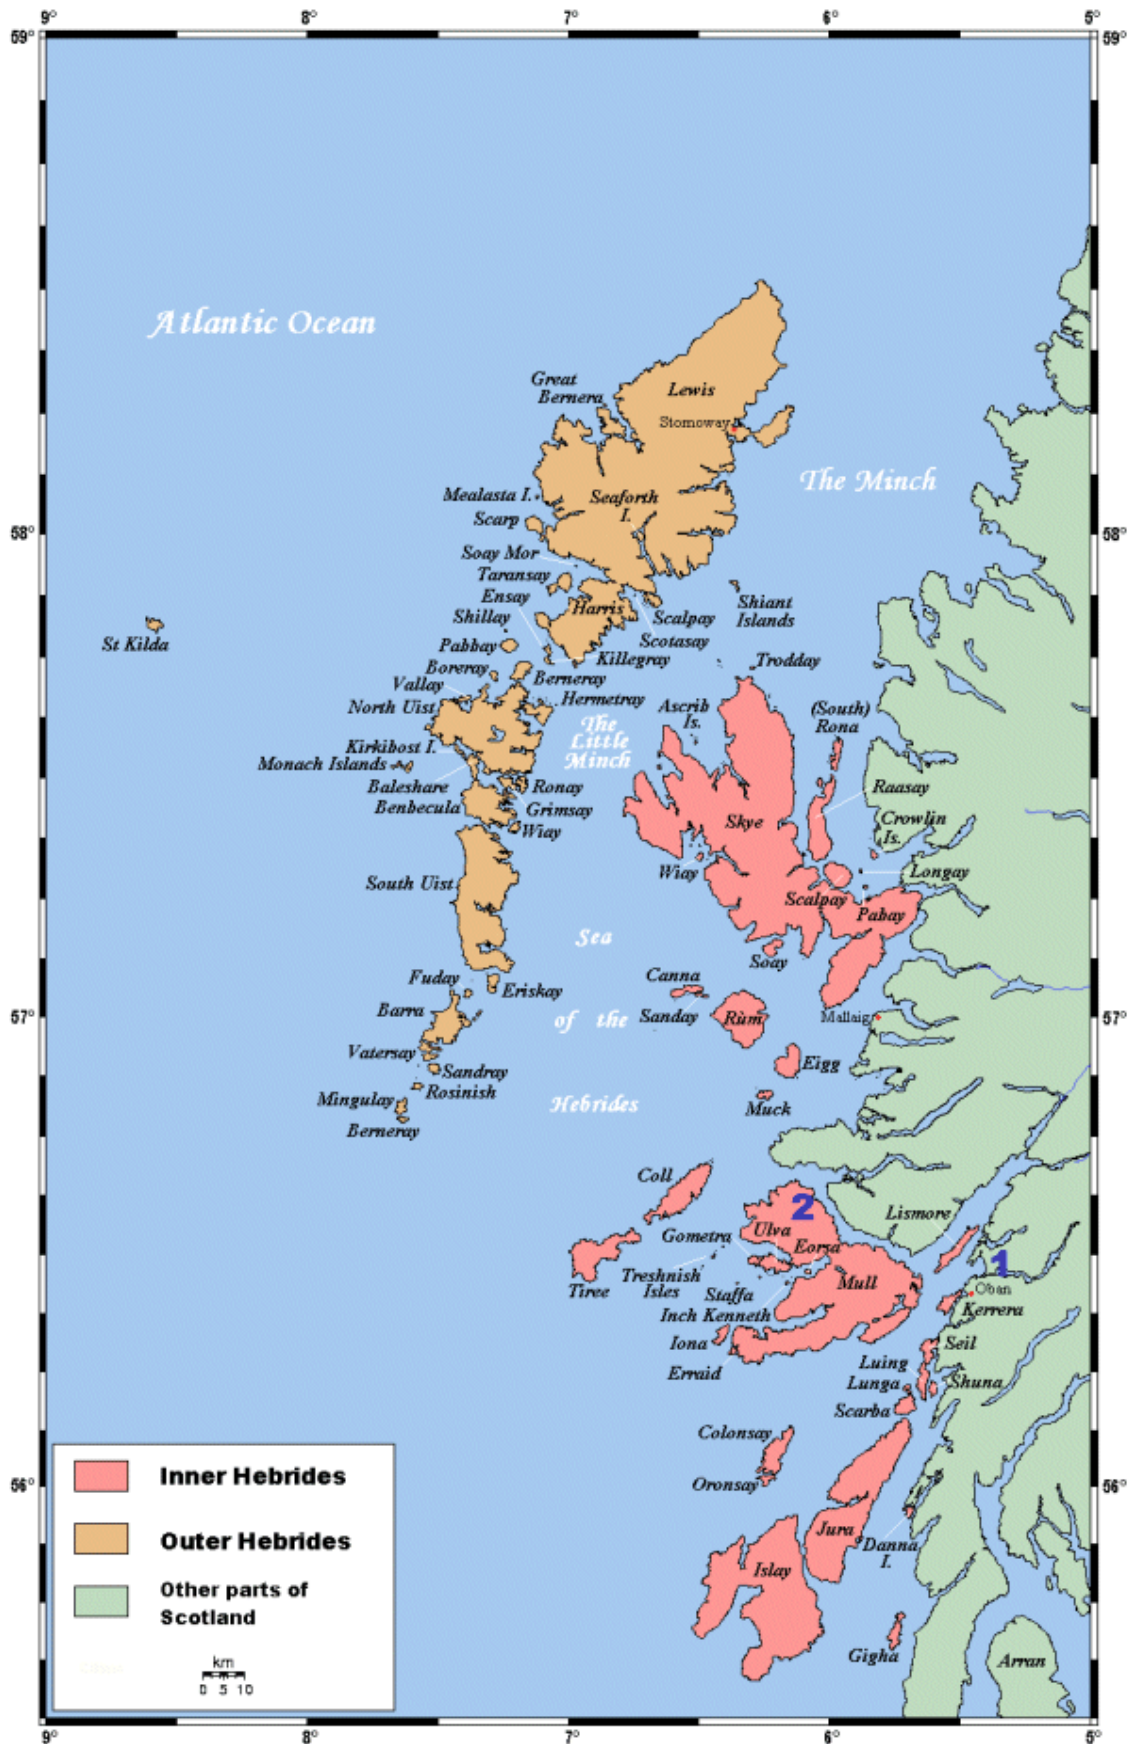 9° 8° 7° 6° 5°
59° 59°
Atlantic Ocean
Great
Bernera
Lewis
Stornoway
The Minch
Mealasta I.
Seaforth
I.
Scarp
58° 58°
Soay Mor
Taransay
Ensay
Harris
Shiant
Islands
Shillay
Scalpay
St Kilda
Pabbay
Scotasay
Killegray
Trodday
Boreray
Berneray
Vallay
Hermetray
North Uist
Ascrib
Is.
(South)
Rona
The
Little
Minch
Kirkibost I.
Monach Islands
Baleshare
Ronay
Raasay
Benbecula
Grimsay
Skye
Crowlin
Is.
Wiay
Wiay
Longay
South Uist
Scalpay
Pabay
Sea
Soay
Fuday
Canna
Eriskay
Barra
of the
Sanday
Rùm
Mallaig
57° 57°
Vatersay
Sandray
Eigg
Rosinish
Mingulay
Hebrides
Muck
Berneray
Coll
2
Lismore
Ulva
Gometra
Eorsa
1
Treshnish
Isles
Mull
Tiree
Staffa
Oban
Inch Kenneth
Kerrera
Iona
Seil
Erraid
Luing
Lunga
Shuna
Scarba
Colonsay
Oronsay
56° 56°
Jura
Danna
I.
Islay
Gigha
Arran
Inner Hebrides
Outer Hebrides
Other parts of
Scotland
km
0 5 10
9° 8° 7° 6° 5°